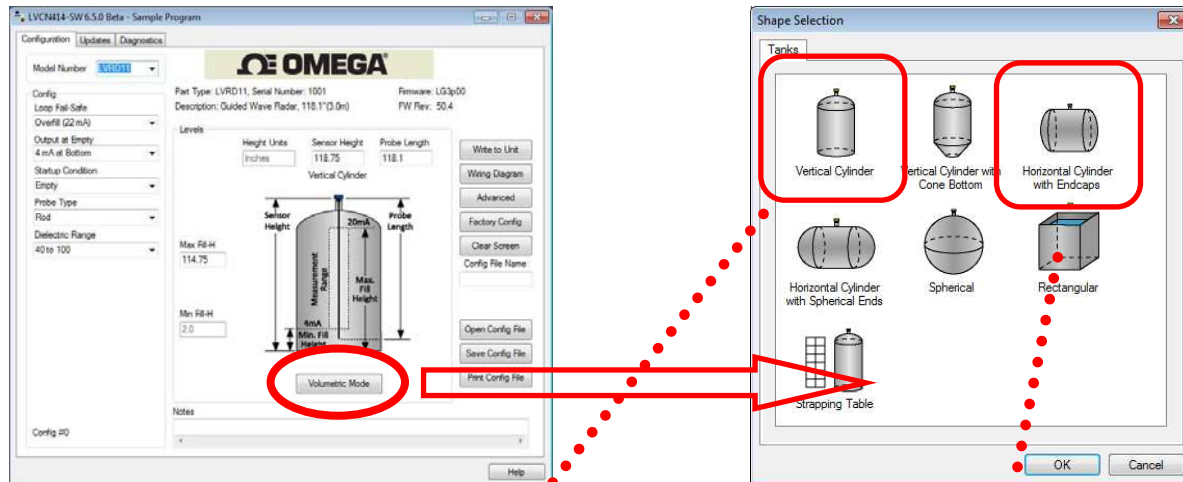 LVCN414-SW 6.5.0 Beta - Sample Program
Configuration Updates Diagnostics
Model Number LVRD11
Config
Loop Fail-Safe
Overfill (22 mA)
Output at Empty
4 mA at Bottom
Startup Condition
Empty
Probe Type
Rod
Dielectric Range
40 to 100
Config #0
Ω OMEGA
Part Type: LVRD11, Serial Number: 1001 Firmware: LG3p00
Description: Guided Wave Radar, 118.1"(3.0m) FW Rev: 50.4
Levels
Height Units Sensor Height Probe Length
Inches 118.75 118.1
Vertical Cylinder
Sensor
Height
20mA
Probe
Length
Max Fill-H
114.75
Measurement
Range
Max.
Fill
Height
Min Fill-H
2.0
4mA
Min. Fill
Height
Volumetric Mode
Notes
Write to Unit
Wiring Diagram
Advanced
Factory Config
Clear Screen
Config File Name
Open Config File
Save Config File
Print Config File
Help
Shape Selection
Tanks
Vertical Cylinder
Vertical Cylinder with
Cone Bottom
Horizontal Cylinder
with Endcaps
Horizontal Cylinder
with Spherical Ends
Spherical
Rectangular
Strapping Table
OK Cancel